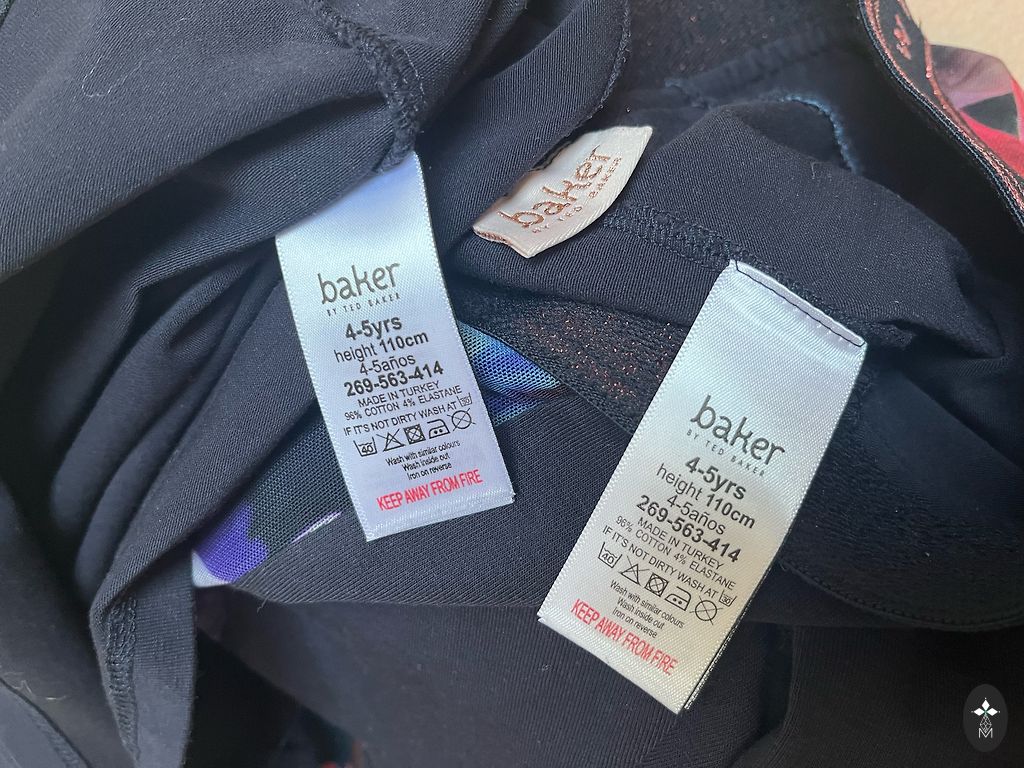 baker
BY TED BAKER
baker
BY TED BAKER
4-5yrs
height 110cm
4-5años
269-563-414
MADE IN TURKEY
96% COTTON 4% ELASTANE
IF IT'S NOT DIRTY WASH AT 30
40
Wash with similar colours
Wash inside out
Iron on reverse
KEEP AWAY FROM FIRE
baker
BY TED BAKER
4-5yrs
height 110cm
4-5años
269-563-414
MADE IN TURKEY
96% COTTON 4% ELASTANE
IF IT'S NOT DIRTY WASH AT 30
40
Wash with similar colours
Wash inside out
Iron on reverse
KEEP AWAY FROM FIRE
M